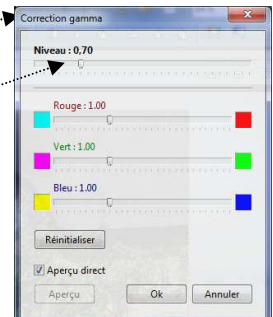 Correction gamma
Niveau : 0,70
Rouge : 1.00
Vert : 1.00
Bleu : 1.00
Réinitialiser
Aperçu direct
Aperçu Ok Annuler